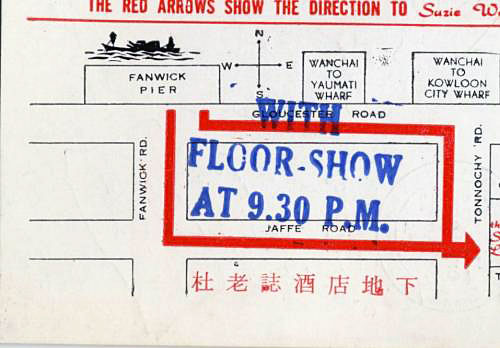 THE RED ARROWS SHOW THE DIRECTION TO Suzie
N
W E
S
FANWICK
PIER
WANCHAI
TO
YAUMATI
WHARF
WANCHAI
TO
KOWLOON
CITY WHARF
GLOUCESTER ROAD
WITH
FLOOR-SHOW
AT 9.30 P.M.
FANWICK RD.
TONNOCHY RD.
JAFFE ROAD
杜老誌酒店地下